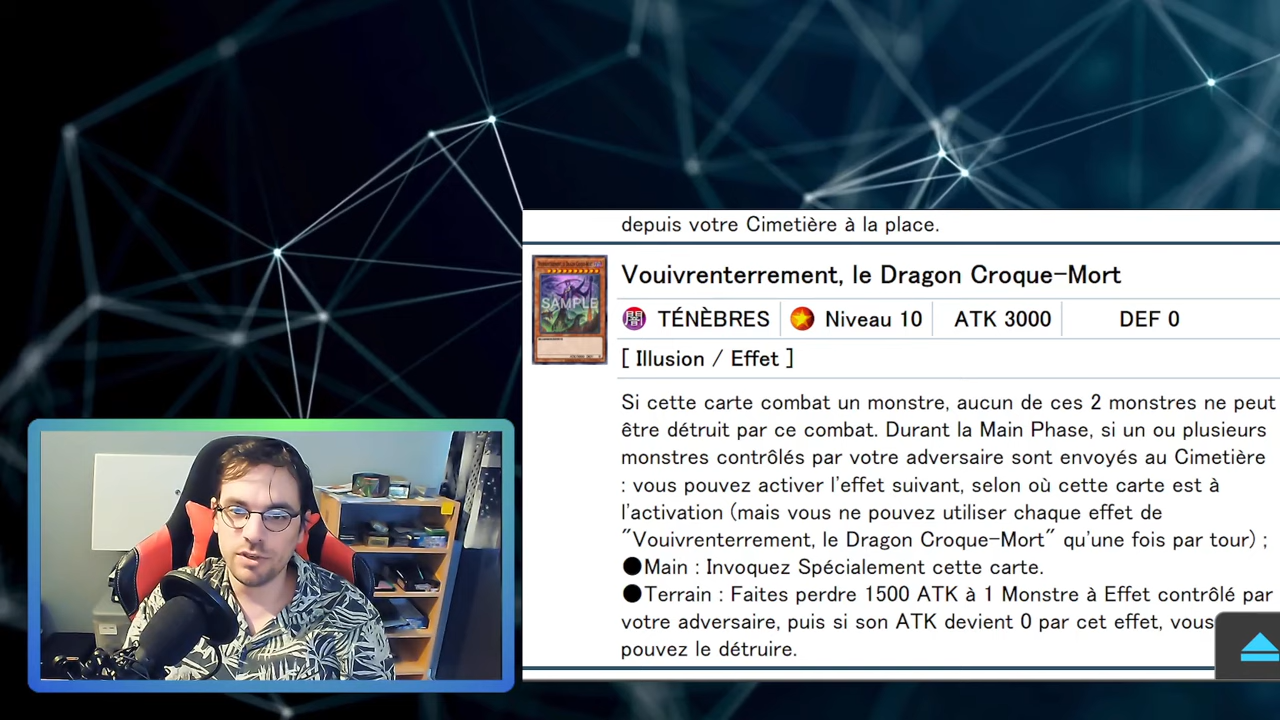 depuis votre Cimetière à la place.
Vouivrenterrement, le Dragon Croque-Mort
闇 TÉNÈBRES Niveau 10 ATK 3000 DEF 0
[ Illusion / Effet ]
SAMPLE
Si cette carte combat un monstre, aucun de ces 2 monstres ne peut
être détruit par ce combat. Durant la Main Phase, si un ou plusieurs
monstres contrôlés par votre adversaire sont envoyés au Cimetière
: vous pouvez activer l'effet suivant, selon où cette carte est à
l'activation (mais vous ne pouvez utiliser chaque effet de
"Vouivrenterrement, le Dragon Croque-Mort" qu'une fois par tour) ;
●Main : Invoquez Spécialement cette carte.
●Terrain : Faites perdre 1500 ATK à 1 Monstre à Effet contrôlé par
votre adversaire, puis si son ATK devient 0 par cet effet, vous
pouvez le détruire.